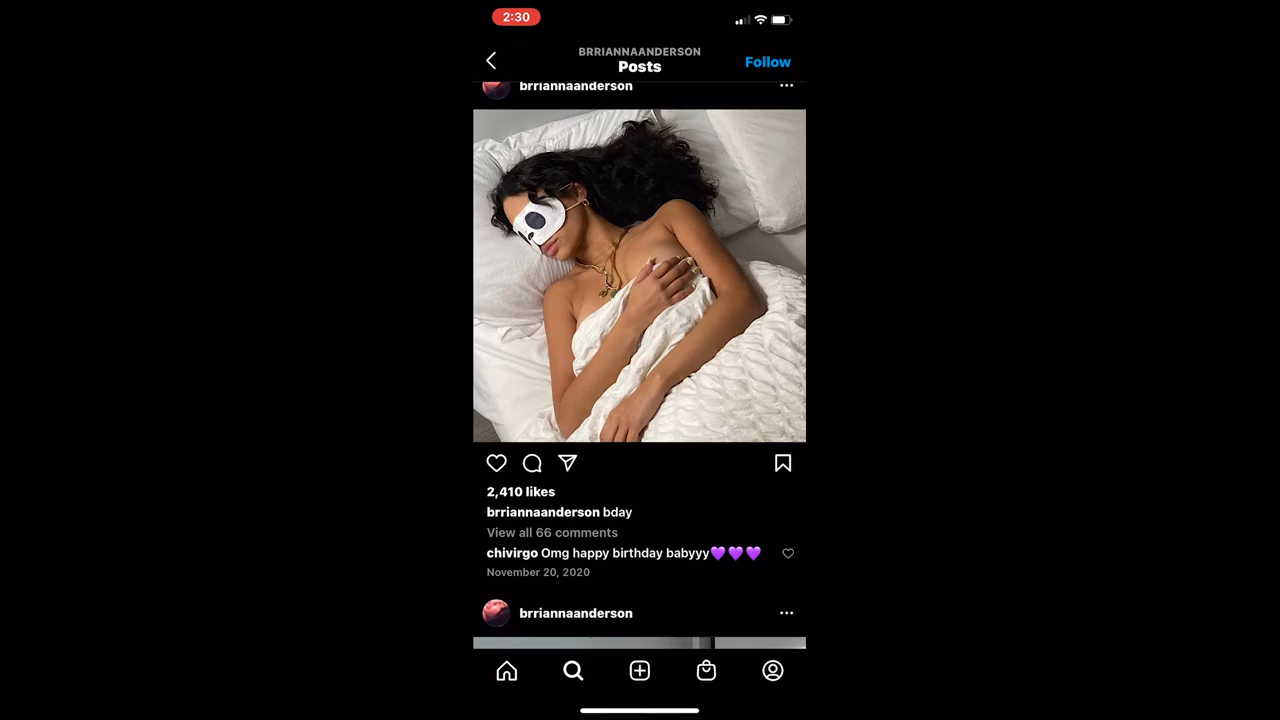 2:30
BRRIANNAANDERSON
Posts
Follow
brriannaanderson
2,410 likes
brriannaanderson bday
View all 66 comments
chivirgo Omg happy birthday babyyy💜💜💜
November 20, 2020
brriannaanderson